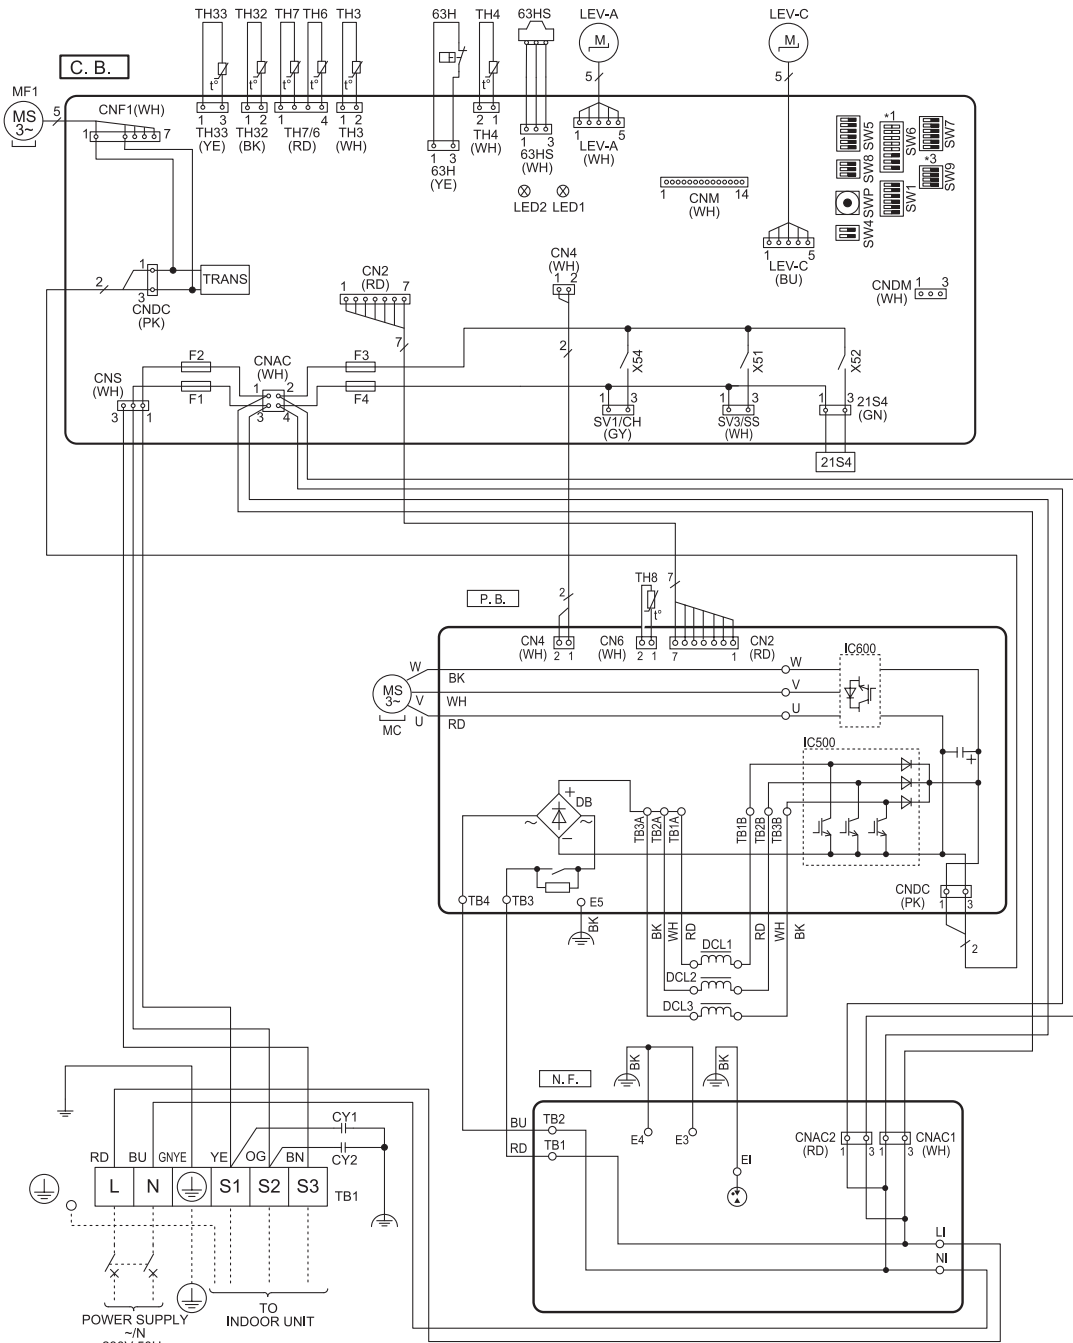 TH33 TH32 TH7 TH6 TH3 63H TH4 63HS LEV-A LEV-C
C. B.
MF1
MS
3~
5
CNF1(WH)
1 7
t° t° t° t° t° t°
M
5
M
5
1 3
TH33
(YE)
1 2
TH32
(BK)
1 4
TH7/6
(RD)
1 2
TH3
(WH)
1 3
63H
(YE)
2 1
TH4
(WH)
1 3
63HS
(WH)
1 5
LEV-A
(WH)
LED2 LED1
1 14
CNM
(WH)
*1
SW5
SW6
SW7
*3
SW8
SW9
SWP
SW1
SW4
1 5
LEV-C
(BU)
CNDM
(WH)
1 3
2
1
3
CNDC
(PK)
TRANS
CN2
(RD)
1 7
7
CN4
(WH)
1 2
2
F2
F1
CNAC
(WH)
1 2
3 4
F3
F4
CNS
(WH)
3 1
X54
X51
X52
1 3
SV1/CH
(GY)
1 3
SV3/SS
(WH)
1 3
21S4
(GN)
21S4
P. B.
2
TH8
t°
7
CN4
(WH)
2 1
CN6
(WH)
2 1
7 1
CN2
(RD)
MS
3~
MC
W
V
U
BK
WH
RD
W
V
U
IC600
IC500
+
DB
+
−
~ ~
TB3A
TB2A
TB1A
TB1B
TB2B
TB3B
TB4
TB3
E5
BK
CNDC
(PK)
1 3
2
BK
WH
RD
RD
WH
BK
DCL1
DCL2
DCL3
N. F.
BK
BK
BU
TB2
RD
TB1
E4
E3
EI
CNAC2
(RD)
1 3
1 3
CNAC1
(WH)
LI
NI
CY1
CY2
RD BU GNYE YE OG BN
L N S1 S2 S3
TB1
POWER SUPPLY
~/N
TO
INDOOR UNIT